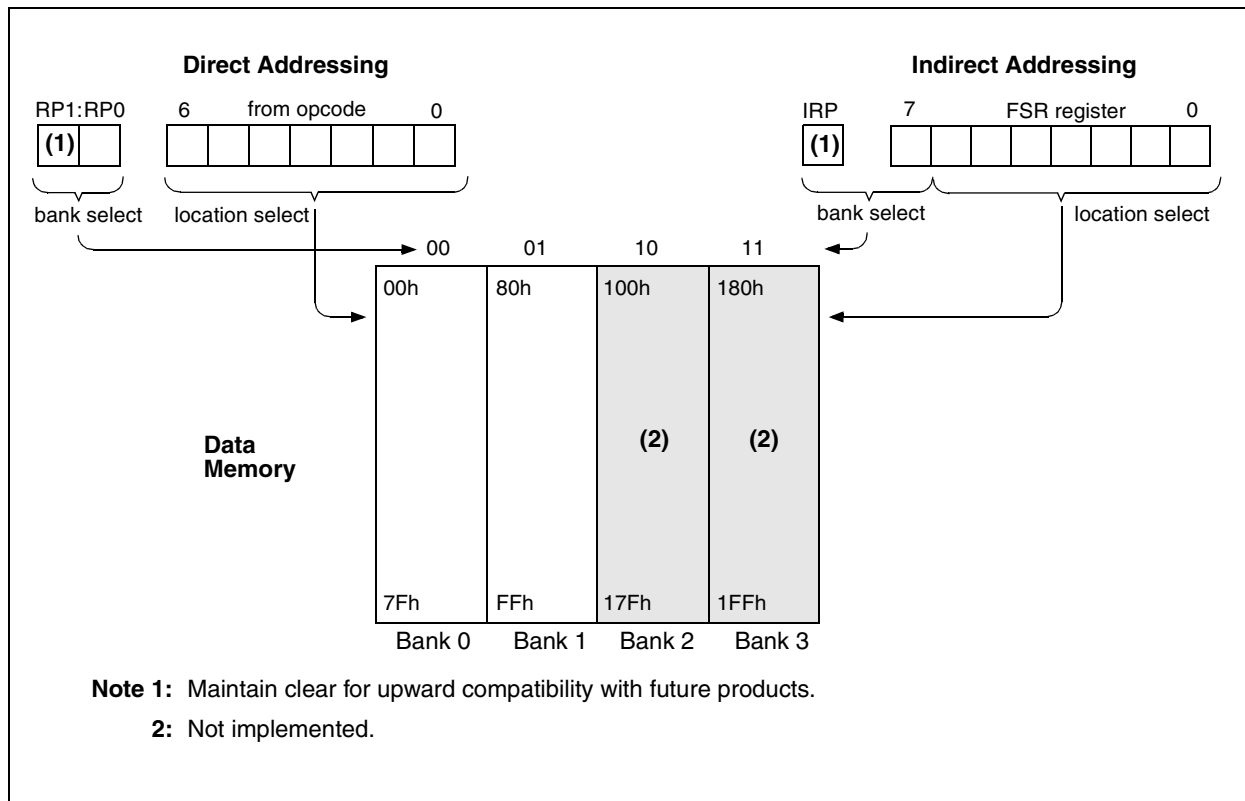 Direct Addressing
Indirect Addressing
RP1:RP0 6 from opcode 0
IRP 7 FSR register 0
(1)
(1)
bank select location select
bank select location select
00 01 10 11
00h 80h 100h 180h
Data
Memory
(2) (2)
7Fh FFh 17Fh 1FFh
Bank 0 Bank 1 Bank 2 Bank 3
Note 1: Maintain clear for upward compatibility with future products.
2: Not implemented.